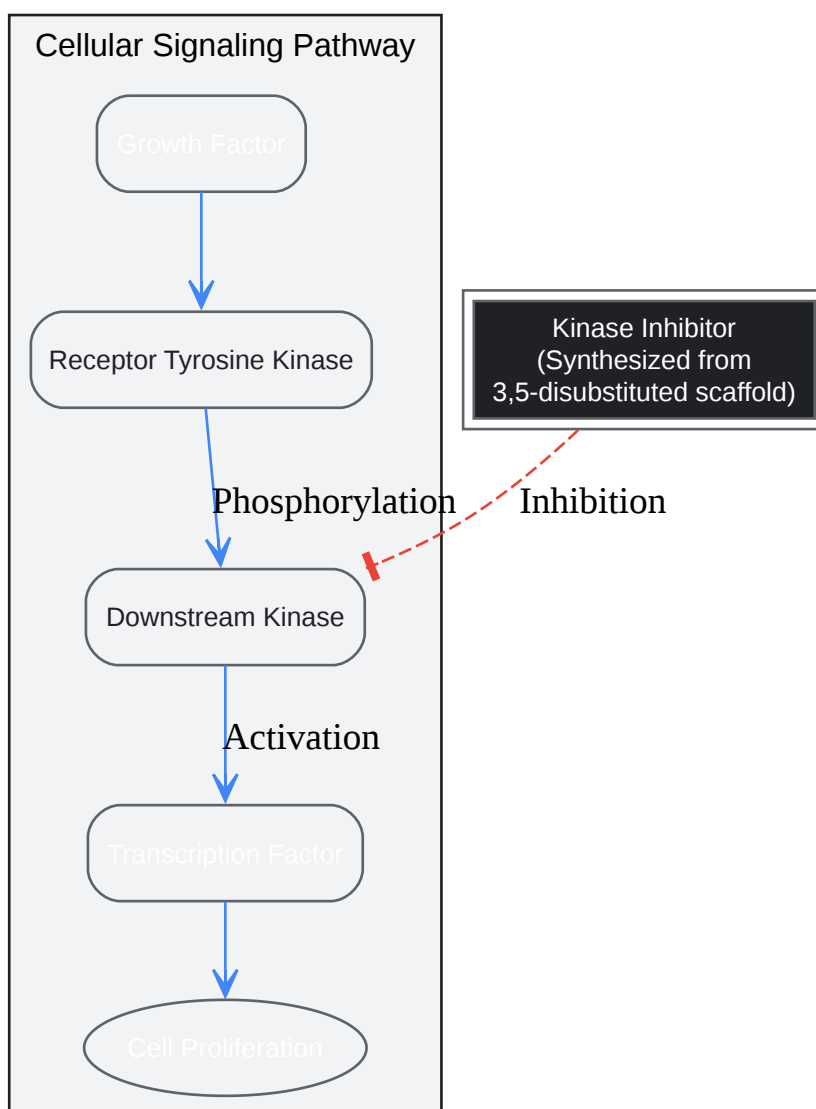 Cellular Signaling Pathway
Growth Factor
Receptor Tyrosine Kinase
Kinase Inhibitor
(Synthesized from
3,5-disubstituted scaffold)
Phosphorylation
Inhibition
Downstream Kinase
Activation
Transcription Factor
Cell Proliferation